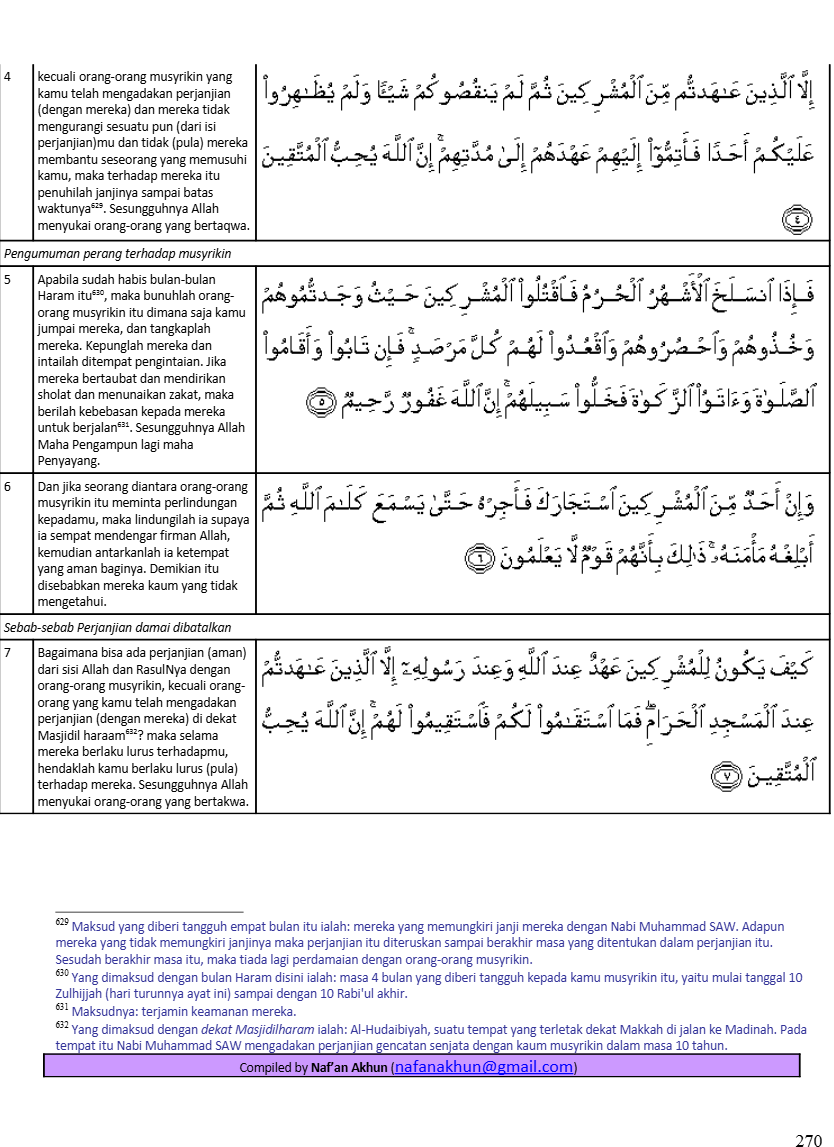 4
kecuali orang-orang musyrikin yang
kamu telah mengadakan perjanjian
(dengan mereka) dan mereka tidak
mengurangi sesuatu pun (dari isi
perjanjian)mu dan tidak (pula) mereka
membantu seseorang yang memusuhi
kamu, maka terhadap mereka itu
penuhilah janjinya sampai batas
waktunya⁶²⁹. Sesungguhnya Allah
menyukai orang-orang yang bertaqwa.
إِلَّا ٱلَّذِينَ عَـٰهَدتُّم مِّنَ ٱلْمُشْرِكِينَ ثُمَّ لَمْ يَنقُصُوكُمْ شَيْـًٔا وَلَمْ يُظَـٰهِرُوا۟
عَلَيْكُمْ أَحَدًا فَأَتِمُّوٓا۟ إِلَيْهِمْ عَهْدَهُمْ إِلَىٰ مُدَّتِهِمْ ۚ إِنَّ ٱللَّهَ يُحِبُّ ٱلْمُتَّقِينَ
٤
Pengumuman perang terhadap musyrikin
5
Apabila sudah habis bulan-bulan
Haram itu⁶³⁰, maka bunuhlah orang-
orang musyrikin itu dimana saja kamu
jumpai mereka, dan tangkaplah
mereka. Kepunglah mereka dan
intailah ditempat pengintaian. Jika
mereka bertaubat dan mendirikan
sholat dan menunaikan zakat, maka
berilah kebebasan kepada mereka
untuk berjalan⁶³¹. Sesungguhnya Allah
Maha Pengampun lagi maha
Penyayang.
فَإِذَا ٱنسَلَخَ ٱلْأَشْهُرُ ٱلْحُرُمُ فَٱقْتُلُوا۟ ٱلْمُشْرِكِينَ حَيْثُ وَجَدتُّمُوهُمْ
وَخُذُوهُمْ وَٱحْصُرُوهُمْ وَٱقْعُدُوا۟ لَهُمْ كُلَّ مَرْصَدٍ ۚ فَإِن تَابُوا۟ وَأَقَامُوا۟
ٱلصَّلَوٰةَ وَءَاتَوُا۟ ٱلزَّكَوٰةَ فَخَلُّوا۟ سَبِيلَهُمْ ۚ إِنَّ ٱللَّهَ غَفُورٌ رَّحِيمٌ ٥
6
Dan jika seorang diantara orang-orang
musyrikin itu meminta perlindungan
kepadamu, maka lindungilah ia supaya
ia sempat mendengar firman Allah,
kemudian antarkanlah ia ketempat
yang aman baginya. Demikian itu
disebabkan mereka kaum yang tidak
mengetahui.
وَإِنْ أَحَدٌ مِّنَ ٱلْمُشْرِكِينَ ٱسْتَجَارَكَ فَأَجِرْهُ حَتَّىٰ يَسْمَعَ كَلَـٰمَ ٱللَّهِ ثُمَّ
أَبْلِغْهُ مَأْمَنَهُۥ ۚ ذَٰلِكَ بِأَنَّهُمْ قَوْمٌ لَّا يَعْلَمُونَ ٦
Sebab-sebab Perjanjian damai dibatalkan
7
Bagaimana bisa ada perjanjian (aman)
dari sisi Allah dan RasulNya dengan
orang-orang musyrikin, kecuali orang-
orang yang kamu telah mengadakan
perjanjian (dengan mereka) di dekat
Masjidil haraam⁶³²? maka selama
mereka berlaku lurus terhadapmu,
hendaklah kamu berlaku lurus (pula)
terhadap mereka. Sesungguhnya Allah
menyukai orang-orang yang bertakwa.
كَيْفَ يَكُونُ لِلْمُشْرِكِينَ عَهْدٌ عِندَ ٱللَّهِ وَعِندَ رَسُولِهِۦٓ إِلَّا ٱلَّذِينَ عَـٰهَدتُّمْ
عِندَ ٱلْمَسْجِدِ ٱلْحَرَامِ ۖ فَمَا ٱسْتَقَـٰمُوا۟ لَكُمْ فَٱسْتَقِيمُوا۟ لَهُمْ ۚ إِنَّ ٱللَّهَ يُحِبُّ
ٱلْمُتَّقِينَ ٧
⁶²⁹ Maksud yang diberi tangguh empat bulan itu ialah: mereka yang memungkiri janji mereka dengan Nabi Muhammad SAW. Adapun
mereka yang tidak memungkiri janjinya maka perjanjian itu diteruskan sampai berakhir masa yang ditentukan dalam perjanjian itu.
Sesudah berakhir masa itu, maka tiada lagi perdamaian dengan orang-orang musyrikin.
⁶³⁰ Yang dimaksud dengan bulan Haram disini ialah: masa 4 bulan yang diberi tangguh kepada kamu musyrikin itu, yaitu mulai tanggal 10
Zulhijjah (hari turunnya ayat ini) sampai dengan 10 Rabi'ul akhir.
⁶³¹ Maksudnya: terjamin keamanan mereka.
⁶³² Yang dimaksud dengan dekat Masjidilharam ialah: Al-Hudaibiyah, suatu tempat yang terletak dekat Makkah di jalan ke Madinah. Pada
tempat itu Nabi Muhammad SAW mengadakan perjanjian gencatan senjata dengan kaum musyrikin dalam masa 10 tahun.
Compiled by Naf’an Akhun (nafanakhun@gmail.com)
270